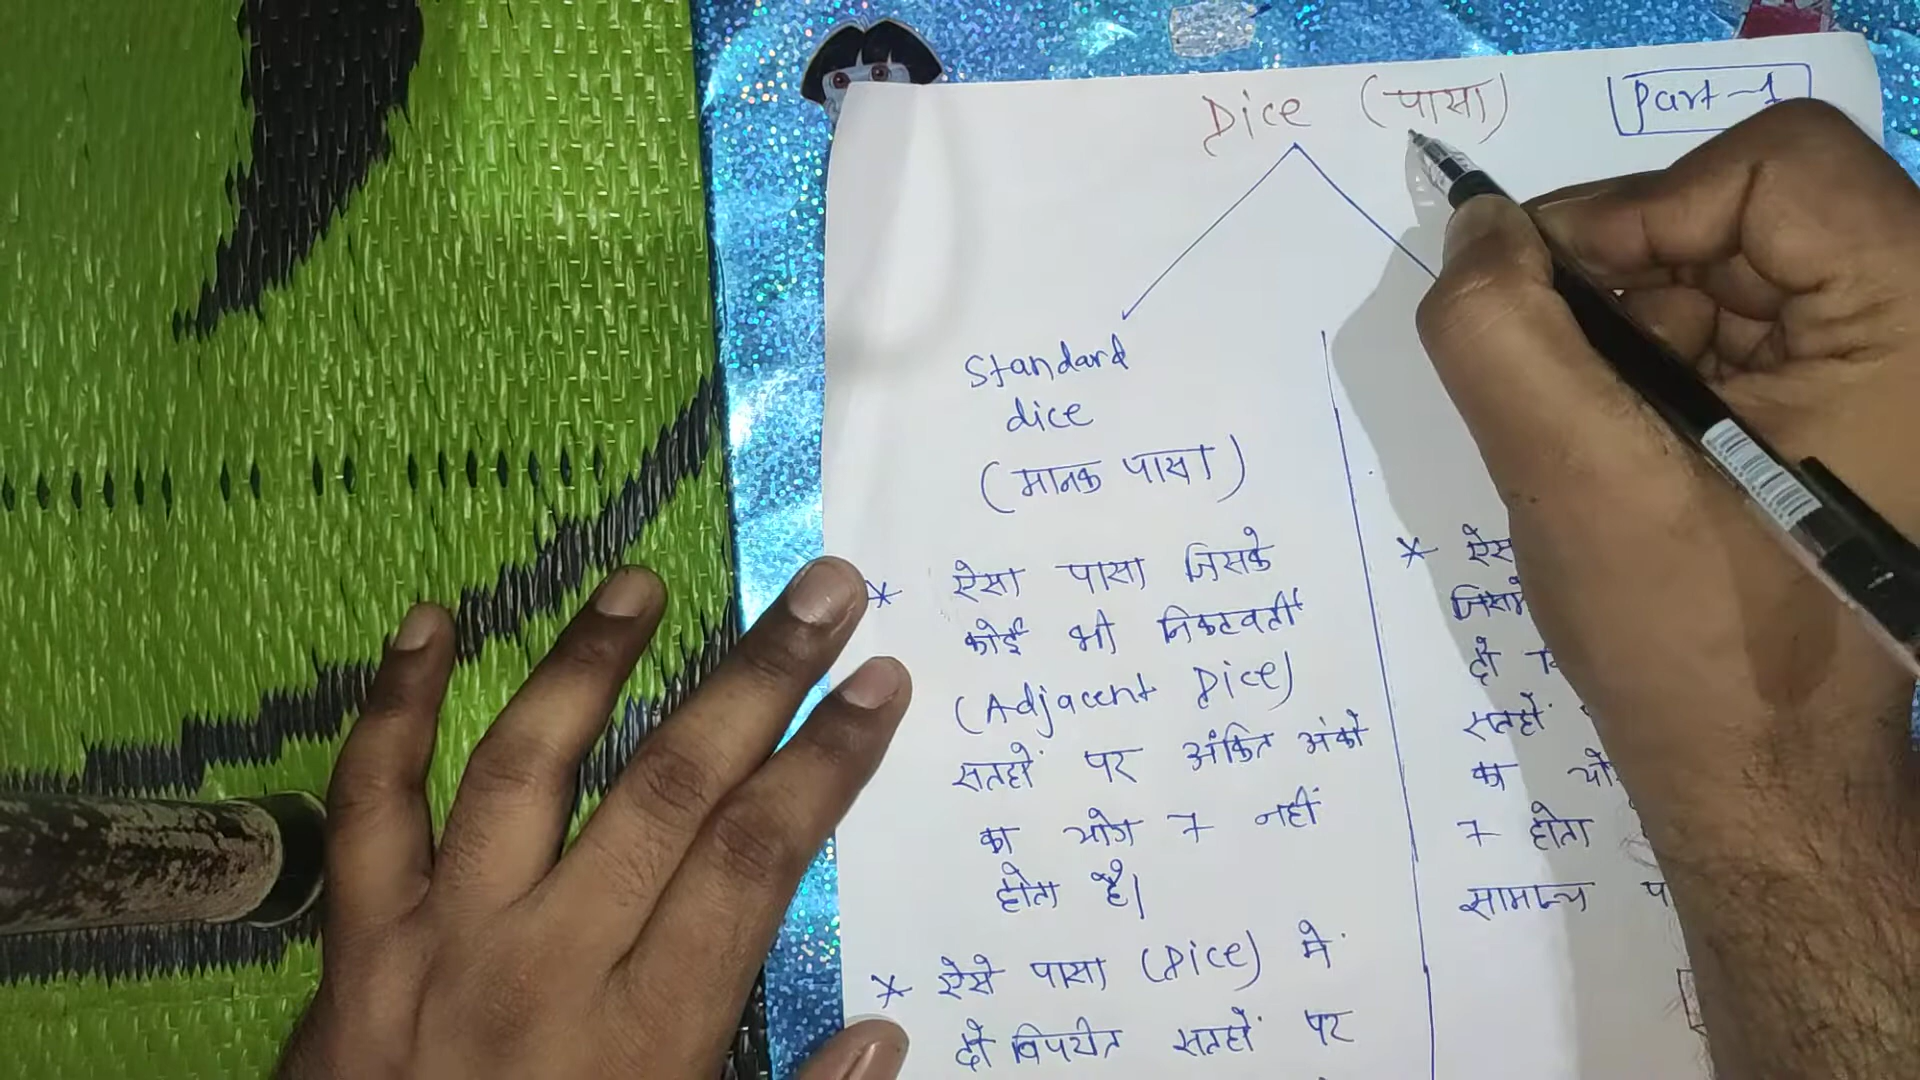 Dice (पासा)
Part-1
Standard
dice
(मानक पासा)
* ऐसा पासा जिसके
कोई भी निकटवर्ती
(Adjacent Dice)
सतहों पर अंकित अंको
का योग 7 नहीं
होता है।
* ऐसे पासा (Dice) में
दो विपरीत सतहों पर
*
सतहों
का
7 होता
सामान्य